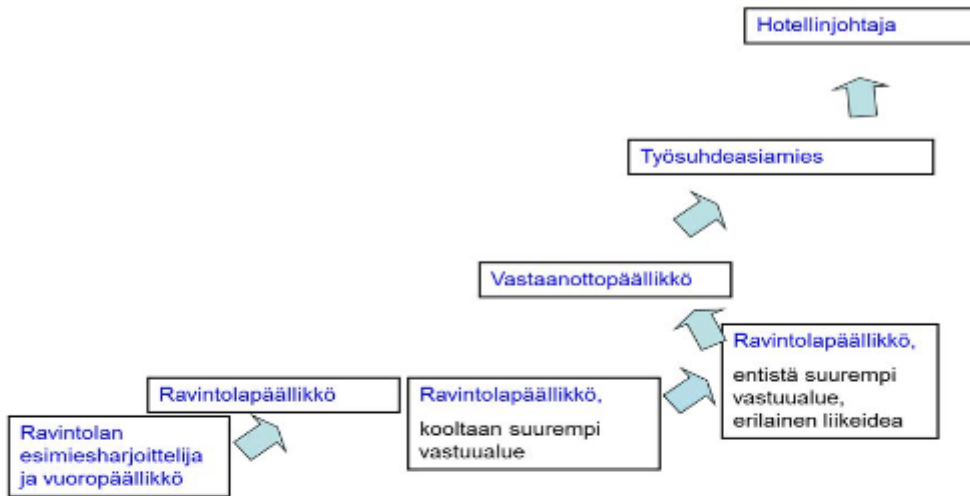 Hotellinjohtaja
Työsuhdeasiamies
Vastaanottopäällikkö
Ravintolapäällikkö,
entistä suurempi
vastuualue,
erilainen liikeidea
Ravintolapäällikkö
Ravintolapäällikkö,
kooltaan suurempi
vastuualue
Ravintolan
esimiesharjoittelija
ja vuoropäällikkö